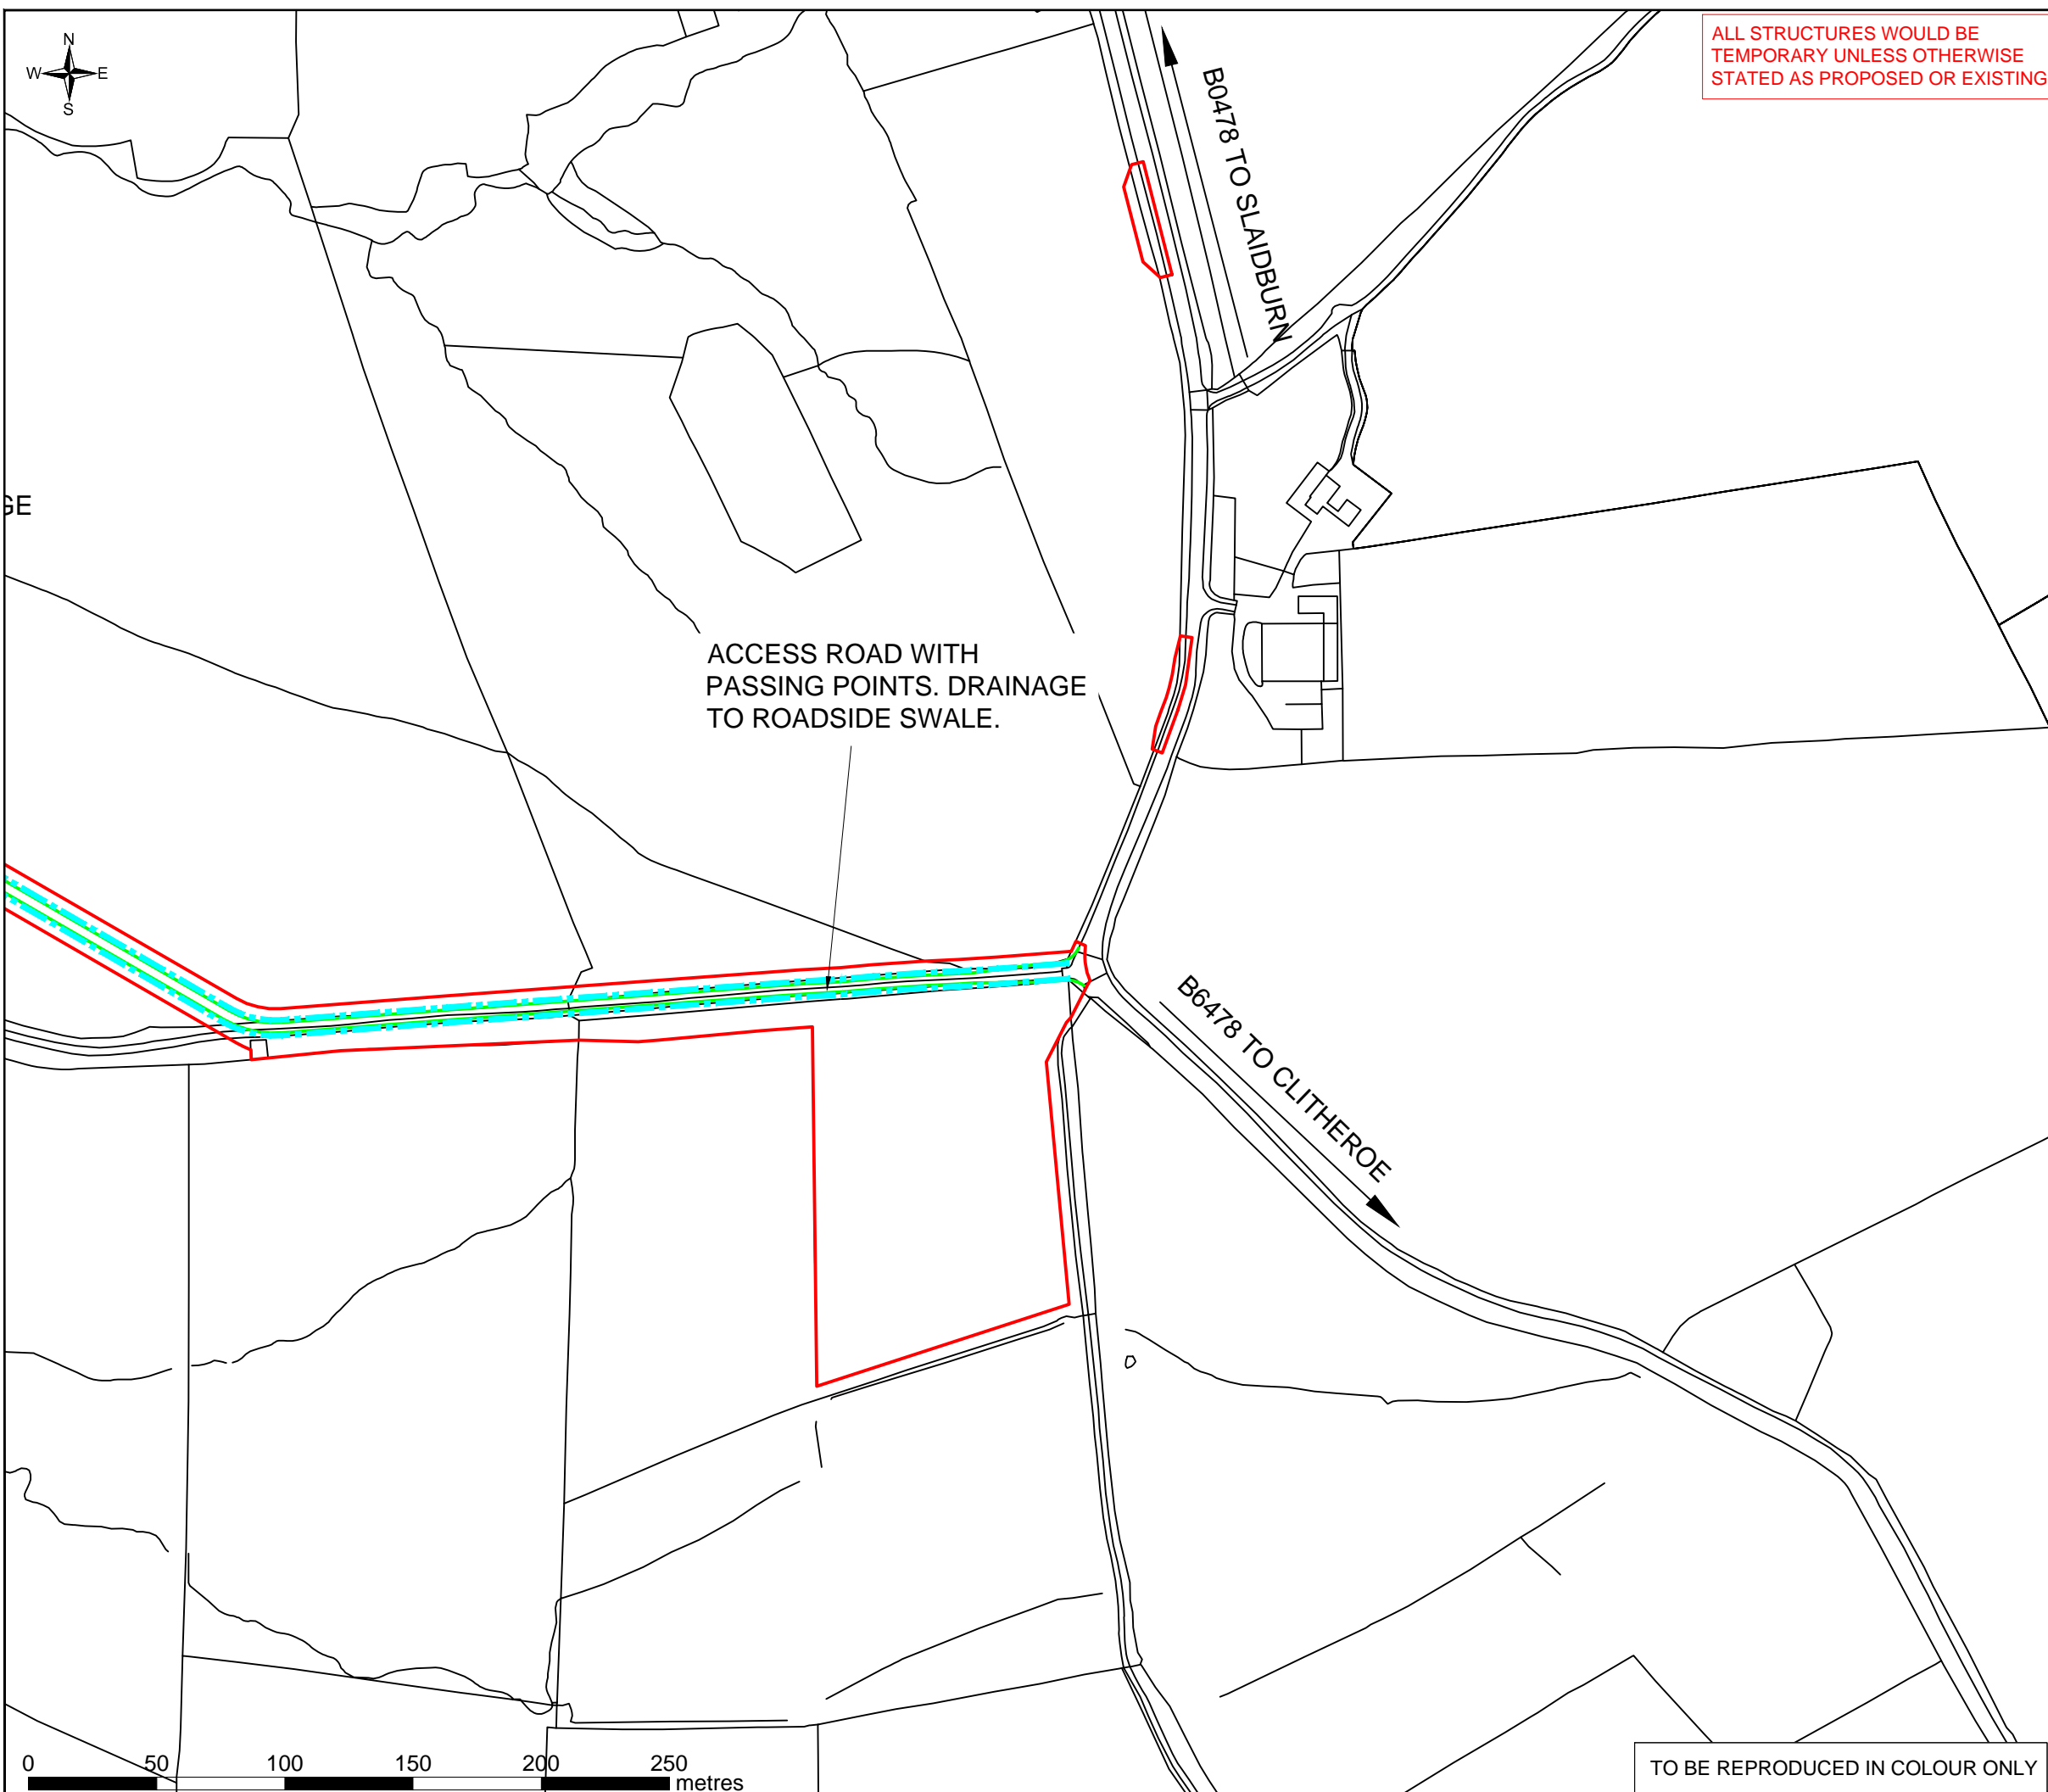 N
W E
S
ALL STRUCTURES WOULD BE
TEMPORARY UNLESS OTHERWISE
STATED AS PROPOSED OR EXISTING
B0478 TO SLAIDBURN
GE
ACCESS ROAD WITH
PASSING POINTS. DRAINAGE
TO ROADSIDE SWALE.
B6478 TO CLITHEROE
0 50 100 150 200 250
metres
TO BE REPRODUCED IN COLOUR ONLY